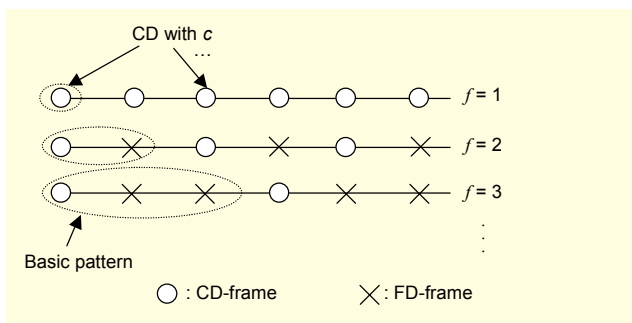 CD with c
...
f = 1
f = 2
f = 3
Basic pattern
: CD-frame
: FD-frame